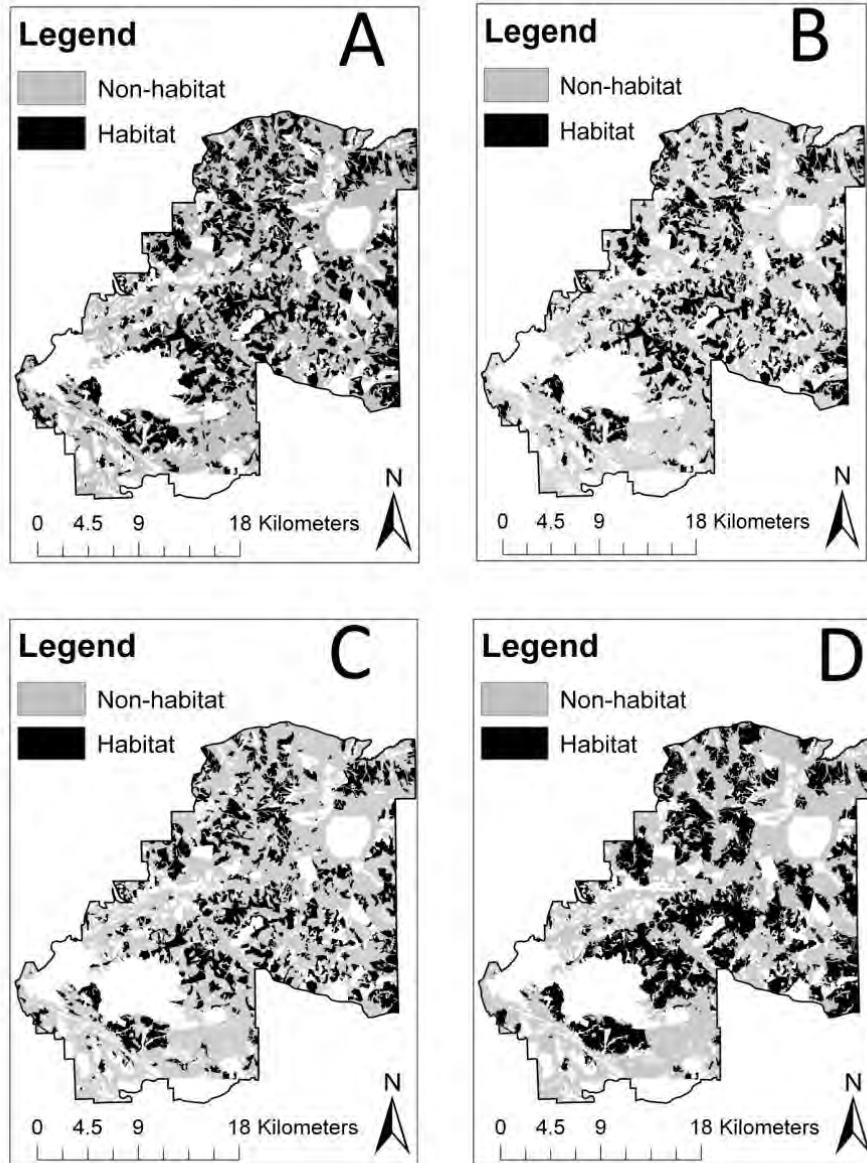 Legend
A
Non-habitat
Habitat
N
0 4.5 9 18 Kilometers
Legend
B
Non-habitat
Habitat
N
0 4.5 9 18 Kilometers
Legend
C
Non-habitat
Habitat
N
0 4.5 9 18 Kilometers
Legend
D
Non-habitat
Habitat
N
0 4.5 9 18 Kilometers